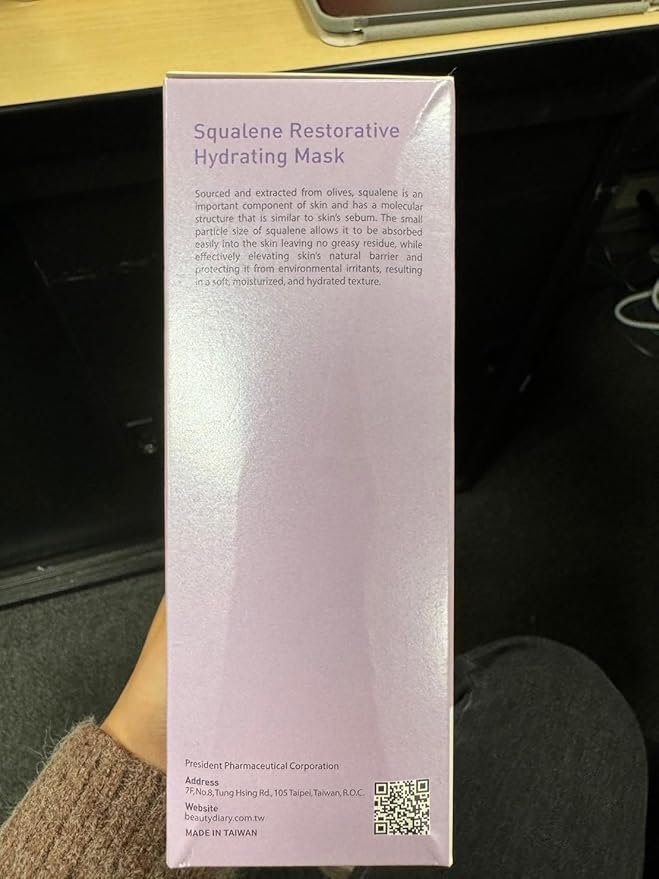 Squalene Restorative
Hydrating Mask
Sourced and extracted from olives, squalene is an
important component of skin and has a molecular
structure that is similar to skin's sebum. The small
particle size of squalene allows it to be absorbed
easily into the skin leaving no greasy residue, while
effectively elevating skin's natural barrier and
protecting it from environmental irritants, resulting
in a soft, moisturized, and hydrated texture.
President Pharmaceutical Corporation
Address
7F, No.8, Tung Hsing Rd., 105 Taipei, Taiwan, R.O.C.
Website
beautydiary.com.tw
MADE IN TAIWAN